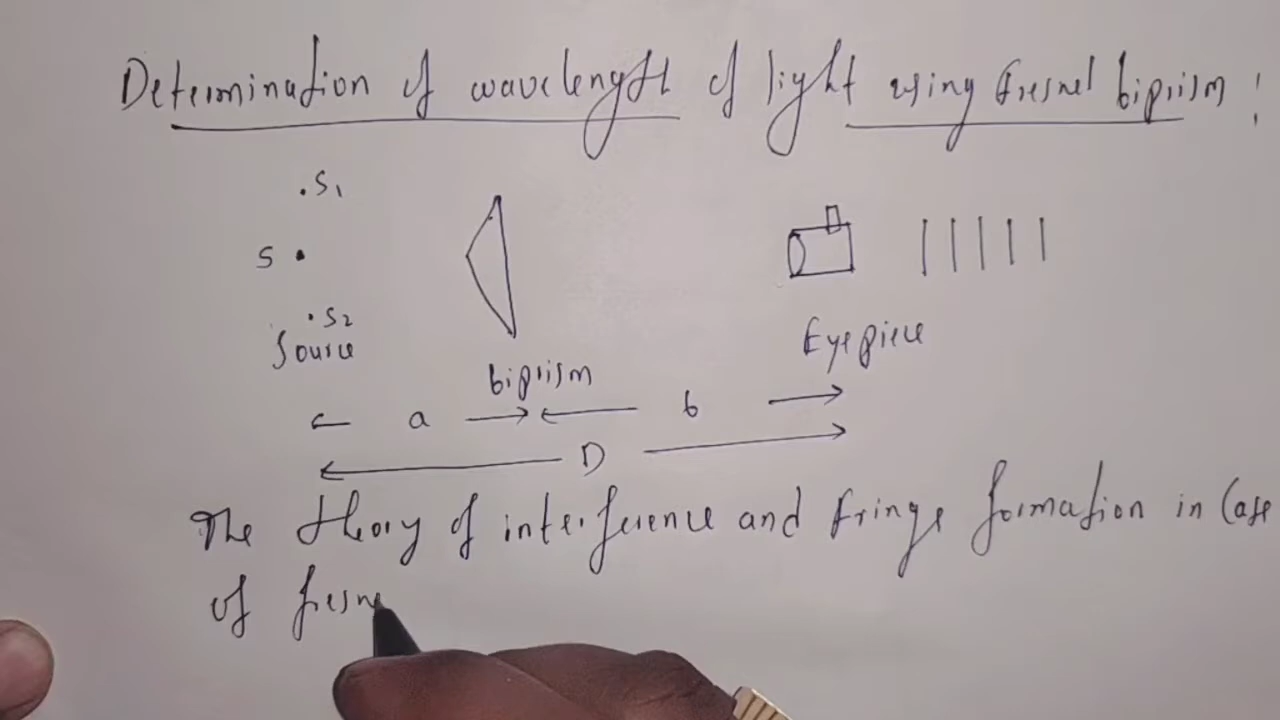 Determination of wavelength of light using Fresnel biprism :
.S₁
S .
.S₂
Source
biprism
Eyepiece
a
b
D
The theory of interference and fringe formation in Case
of fresne